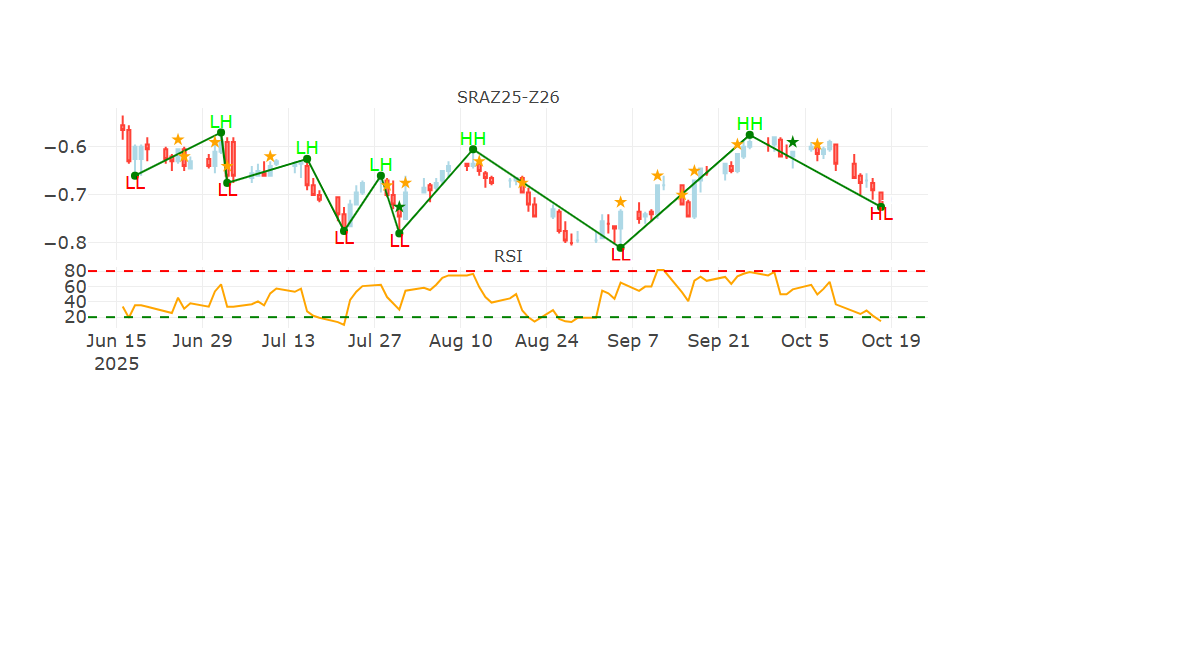 SRAZ25-Z26
LH
HH
HH
−0.6
LH
LH
LL
LL
−0.7
HL
LL
LL
−0.8
LL
RSI
80
60
40
20
Jun 15 Jun 29 Jul 13 Jul 27 Aug 10 Aug 24 Sep 7 Sep 21 Oct 5 Oct 19
2025